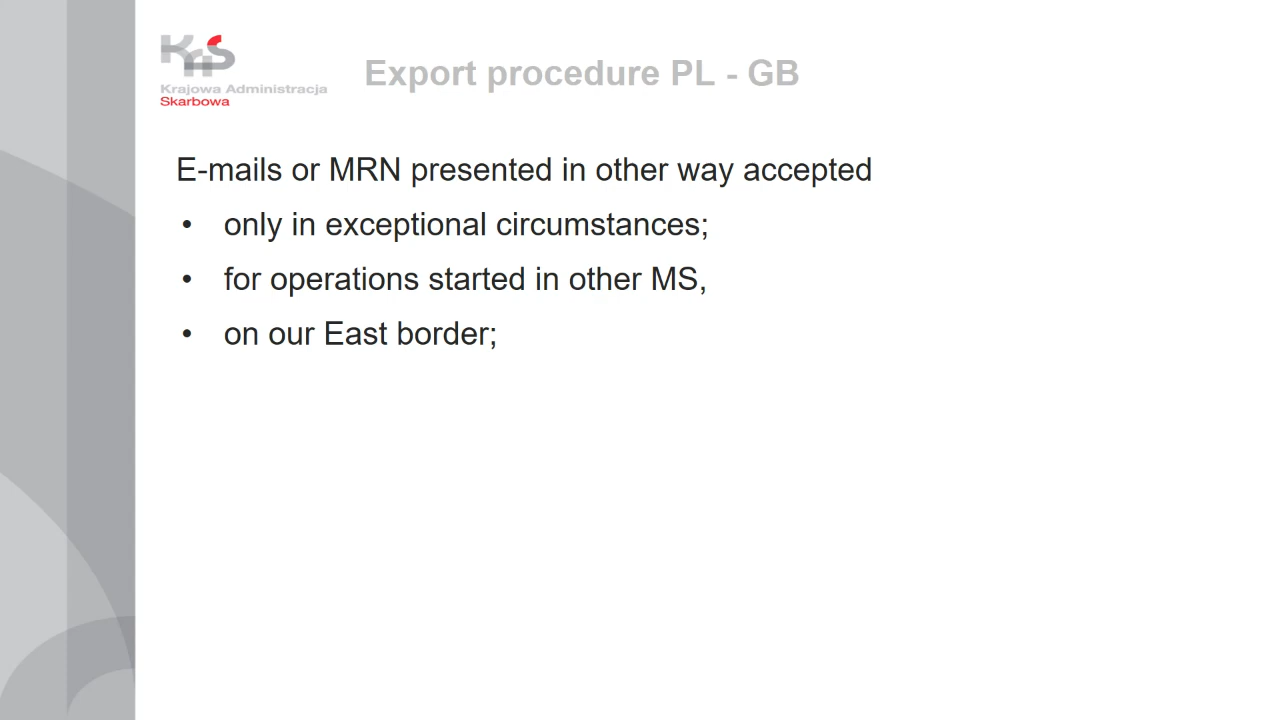 KAS
Krajowa Administracja
Skarbowa
Export procedure PL - GB
E-mails or MRN presented in other way accepted
• only in exceptional circumstances;
• for operations started in other MS,
• on our East border;